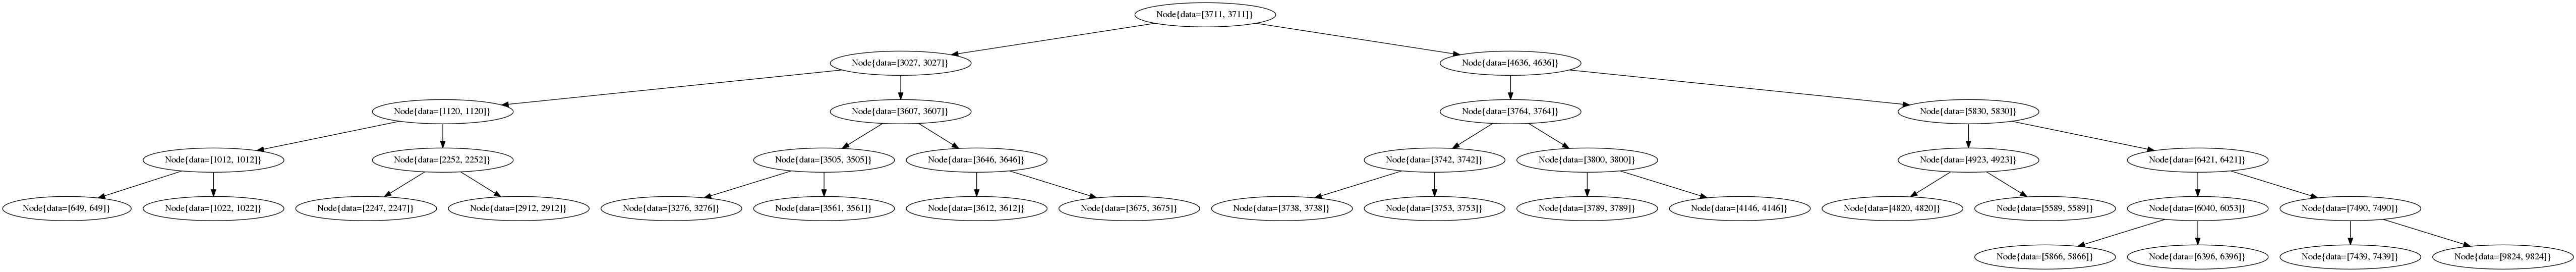 Node{data=[3711, 3711]}
Node{data=[3027, 3027]}
Node{data=[4636, 4636]}
Node{data=[1120, 1120]}
Node{data=[3607, 3607]}
Node{data=[3764, 3764]}
Node{data=[5830, 5830]}
Node{data=[1012, 1012]}
Node{data=[2252, 2252]}
Node{data=[3505, 3505]}
Node{data=[3646, 3646]}
Node{data=[3742, 3742]}
Node{data=[3800, 3800]}
Node{data=[4923, 4923]}
Node{data=[6421, 6421]}
Node{data=[649, 649]}
Node{data=[1022, 1022]}
Node{data=[2247, 2247]}
Node{data=[2912, 2912]}
Node{data=[3276, 3276]}
Node{data=[3561, 3561]}
Node{data=[3612, 3612]}
Node{data=[3675, 3675]}
Node{data=[3738, 3738]}
Node{data=[3753, 3753]}
Node{data=[3789, 3789]}
Node{data=[4146, 4146]}
Node{data=[4820, 4820]}
Node{data=[5589, 5589]}
Node{data=[6040, 6053]}
Node{data=[7490, 7490]}
Node{data=[5866, 5866]}
Node{data=[6396, 6396]}
Node{data=[7439, 7439]}
Node{data=[9824, 9824]}